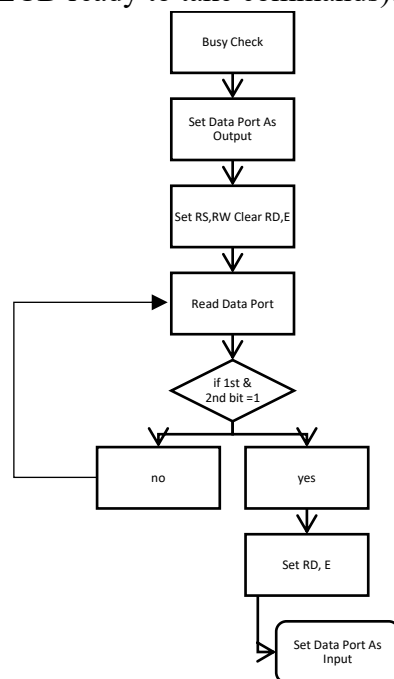 LCD ready to take commands).
Busy Check
Set Data Port As
Output
Set RS,RW Clear RD,E
Read Data Port
if 1st &
2nd bit =1
no
yes
Set RD, E
Set Data Port As
Input